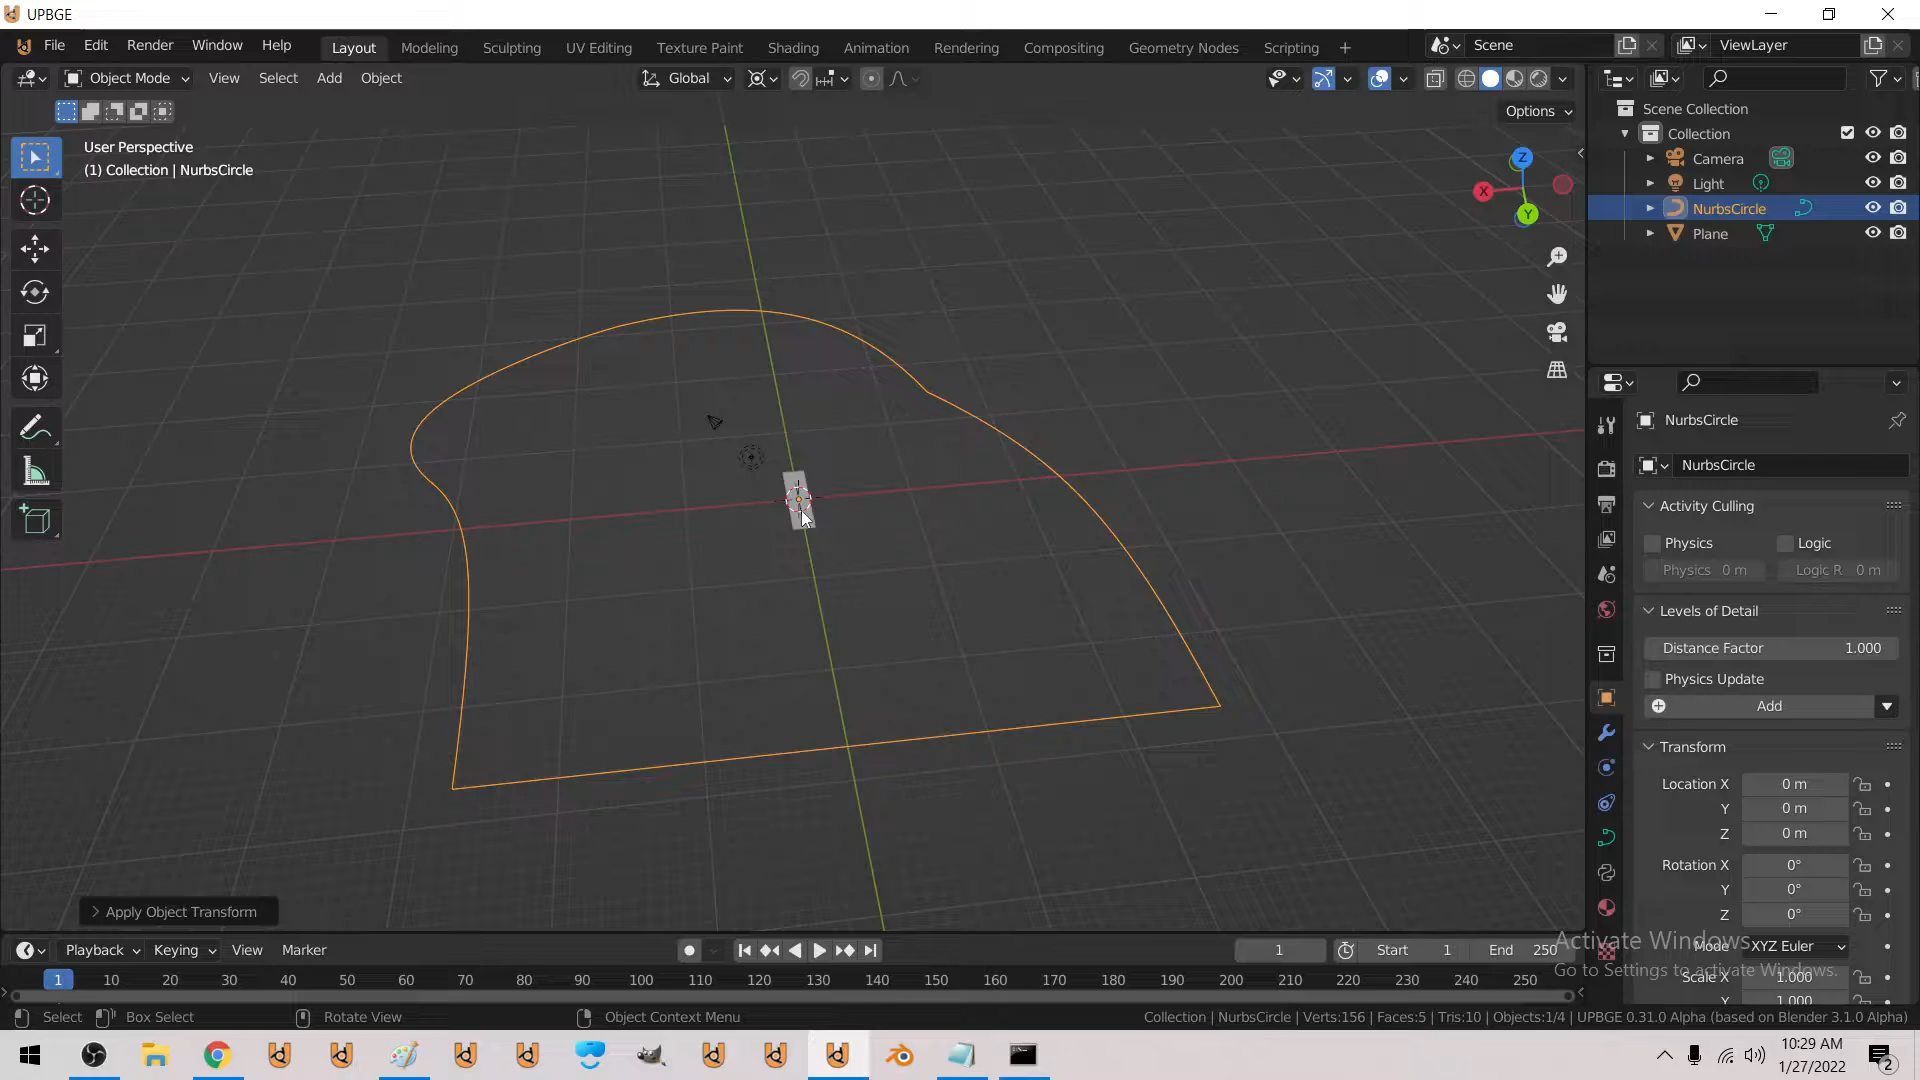 UPBGE
File Edit Render Window Help
Layout Modeling Sculpting UV Editing Texture Paint Shading Animation Rendering Compositing Geometry Nodes Scripting
Scene
ViewLayer
Object Mode View Select Add Object
Global
Options
User Perspective
(1) Collection | NurbsCircle
Z
X
Y
Scene Collection
Collection
Camera
Light
NurbsCircle
Plane
NurbsCircle
NurbsCircle
Activity Culling
Physics Logic
Physics 0 m Logic R 0 m
Levels of Detail
Distance Factor 1.000
Physics Update
Add
Transform
Location X 0 m
Y 0 m
Z 0 m
Rotation X 0°
Y 0°
Z 0°
Mode XYZ Euler
Scale X 1.000
Y 1.000
Activate Windows
Go to Settings to activate Windows.
Apply Object Transform
Playback Keying View Marker
1 Start 1 End 250
1 10 20 30 40 50 60 70 80 90 100 110 120 130 140 150 160 170 180 190 200 210 220 230 240 250
Select Box Select Rotate View Object Context Menu
Collection | NurbsCircle | Verts:156 | Faces:5 | Tris:10 | Objects:1/4 | UPBGE 0.31.0 Alpha (based on Blender 3.1.0 Alpha)
10:29 AM
1/27/2022
2